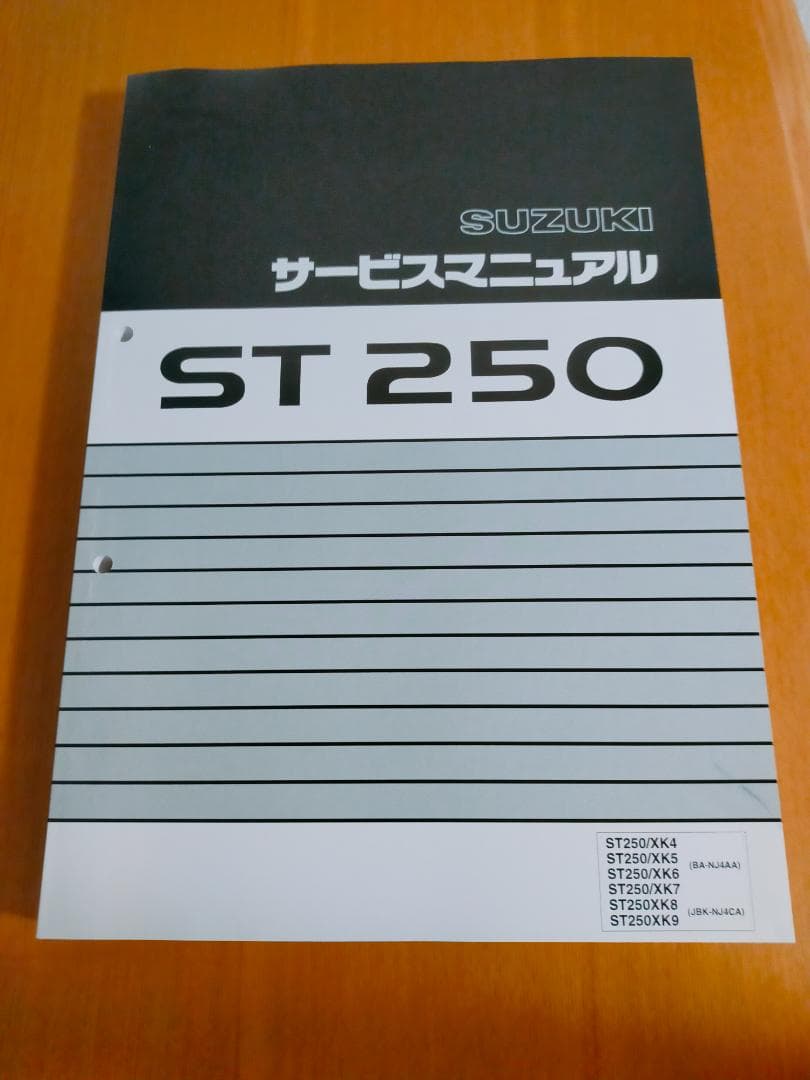 SUZUKI
サービスマニュアル
ST 250
ST250/XK4
ST250/XK5
ST250/XK6
ST250/XK7
(BA-NJ4AA)
ST250XK8
ST250XK9
(JBK-NJ4CA)